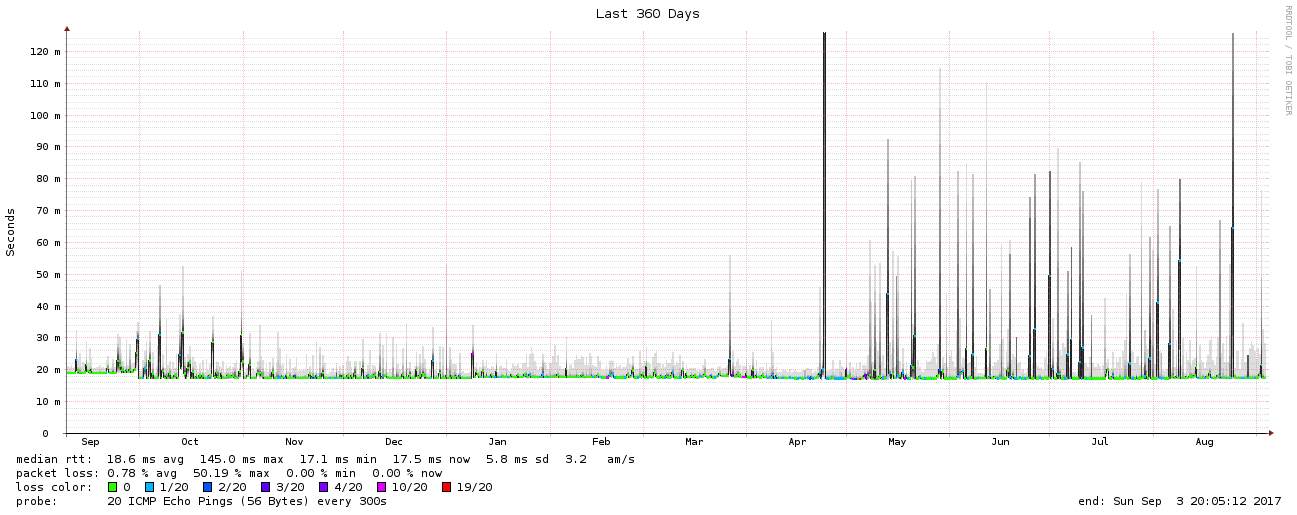 Last 360 Days
RRDTOOL / TOBI OETIKER
Seconds
120 m
110 m
100 m
90 m
80 m
70 m
60 m
50 m
40 m
30 m
20 m
10 m
0
Sep Oct Nov Dec Jan Feb Mar Apr May Jun Jul Aug
median rtt: 18.6 ms avg 145.0 ms max 17.1 ms min 17.5 ms now 5.8 ms sd 3.2 am/s
packet loss: 0.78 % avg 50.19 % max 0.00 % min 0.00 % now
loss color: 0 1/20 2/20 3/20 4/20 10/20 19/20
probe: 20 ICMP Echo Pings (56 Bytes) every 300s end: Sun Sep 3 20:05:12 2017